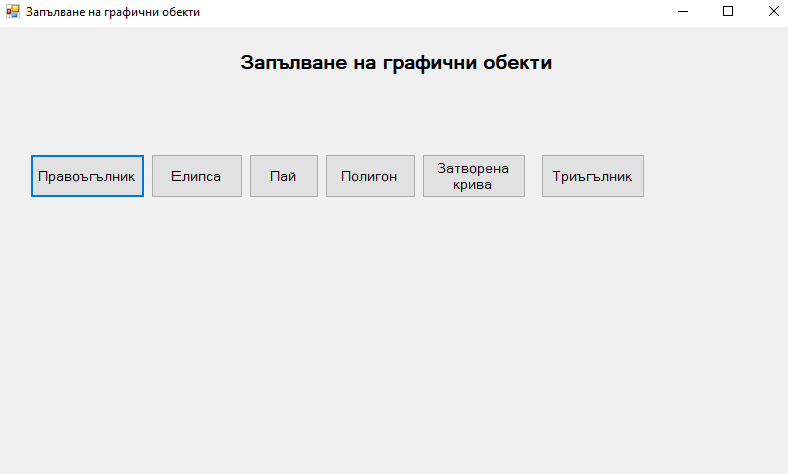 Запълване на графични обекти
Запълване на графични обекти
Правоъгълник
Елипса
Пай
Полигон
Затворена
крива
Триъгълник